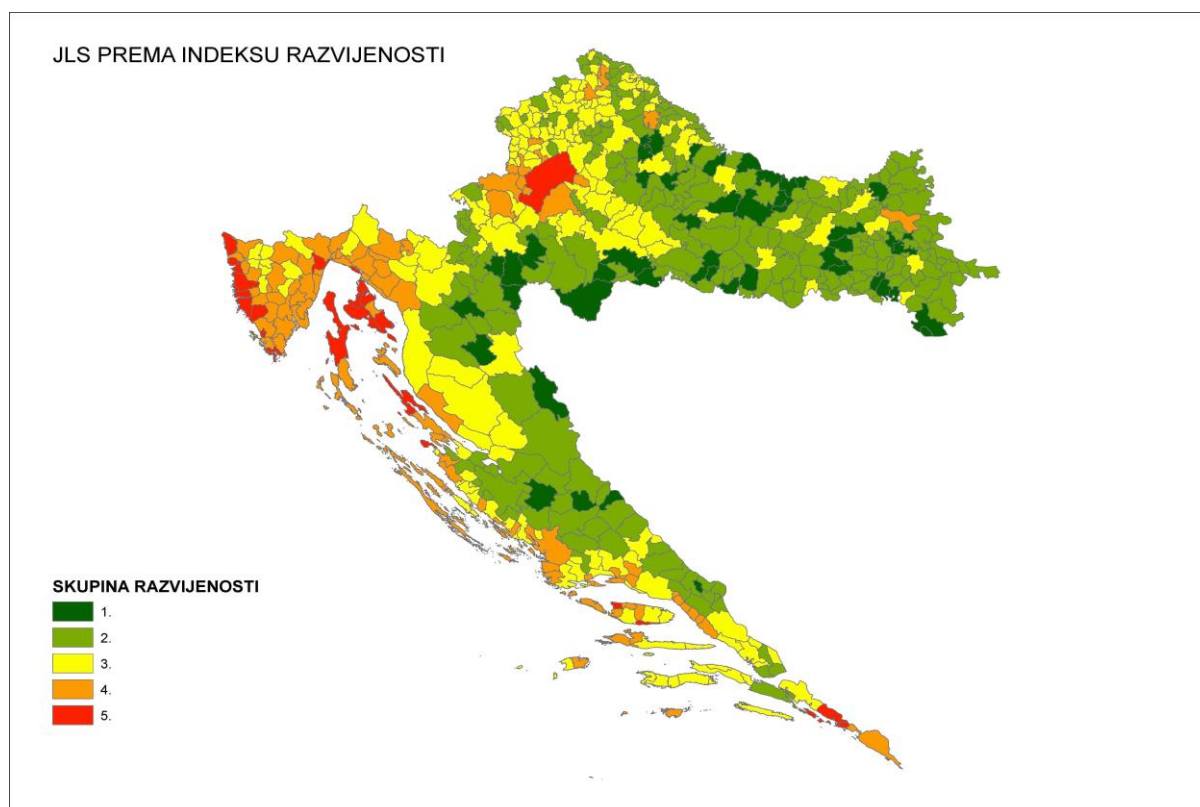 JLS PREMA INDEKSU RAZVIJENOSTI
SKUPINA RAZVIJENOSTI
1.
2.
3.
4.
5.